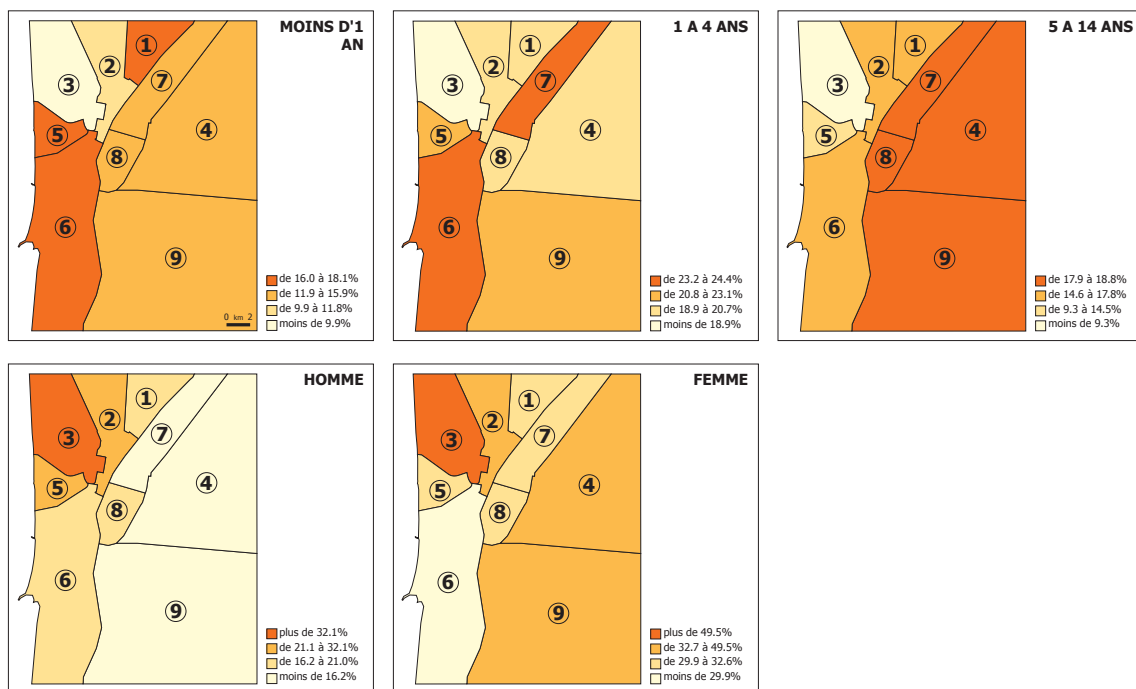 MOINS D'1
AN
1
2
3
7
4
5
8
6
9
de 16.0 à 18.1%
de 11.9 à 15.9%
de 9.9 à 11.8%
moins de 9.9%
0 km 2
1 A 4 ANS
1
2
3
7
4
5
8
6
9
de 23.2 à 24.4%
de 20.8 à 23.1%
de 18.9 à 20.7%
moins de 18.9%
5 A 14 ANS
1
2
3
7
4
5
8
6
9
de 17.9 à 18.8%
de 14.6 à 17.8%
de 9.3 à 14.5%
moins de 9.3%
HOMME
1
2
3
7
4
5
8
6
9
plus de 32.1%
de 21.1 à 32.1%
de 16.2 à 21.0%
moins de 16.2%
FEMME
1
2
3
7
4
5
8
6
9
plus de 49.5%
de 32.7 à 49.5%
de 29.9 à 32.6%
moins de 29.9%